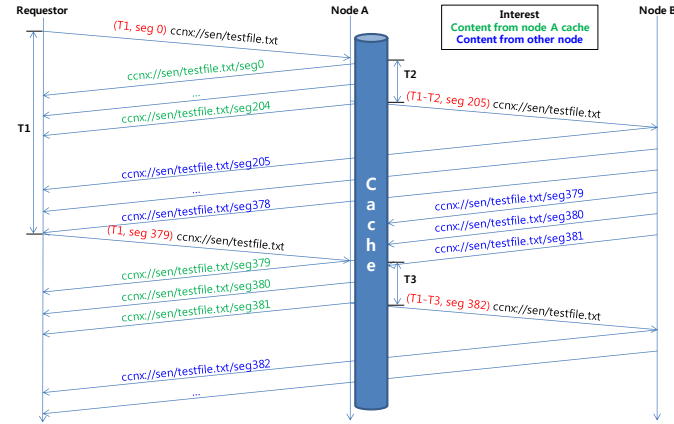 Requestor
Node A
Node B
Interest
Content from node A cache
Content from other node
(T1, seg 0) ccnx://sen/testfile.txt
ccnx://sen/testfile.txt/seg0
...
ccnx://sen/testfile.txt/seg204
T2
(T1-T2, seg 205) ccnx://sen/testfile.txt
T1
ccnx://sen/testfile.txt/seg205
...
ccnx://sen/testfile.txt/seg378
Cache
ccnx://sen/testfile.txt/seg379
ccnx://sen/testfile.txt/seg380
ccnx://sen/testfile.txt/seg381
(T1, seg 379) ccnx://sen/testfile.txt
ccnx://sen/testfile.txt/seg379
ccnx://sen/testfile.txt/seg380
ccnx://sen/testfile.txt/seg381
T3
(T1-T3, seg 382) ccnx://sen/testfile.txt
ccnx://sen/testfile.txt/seg382
...